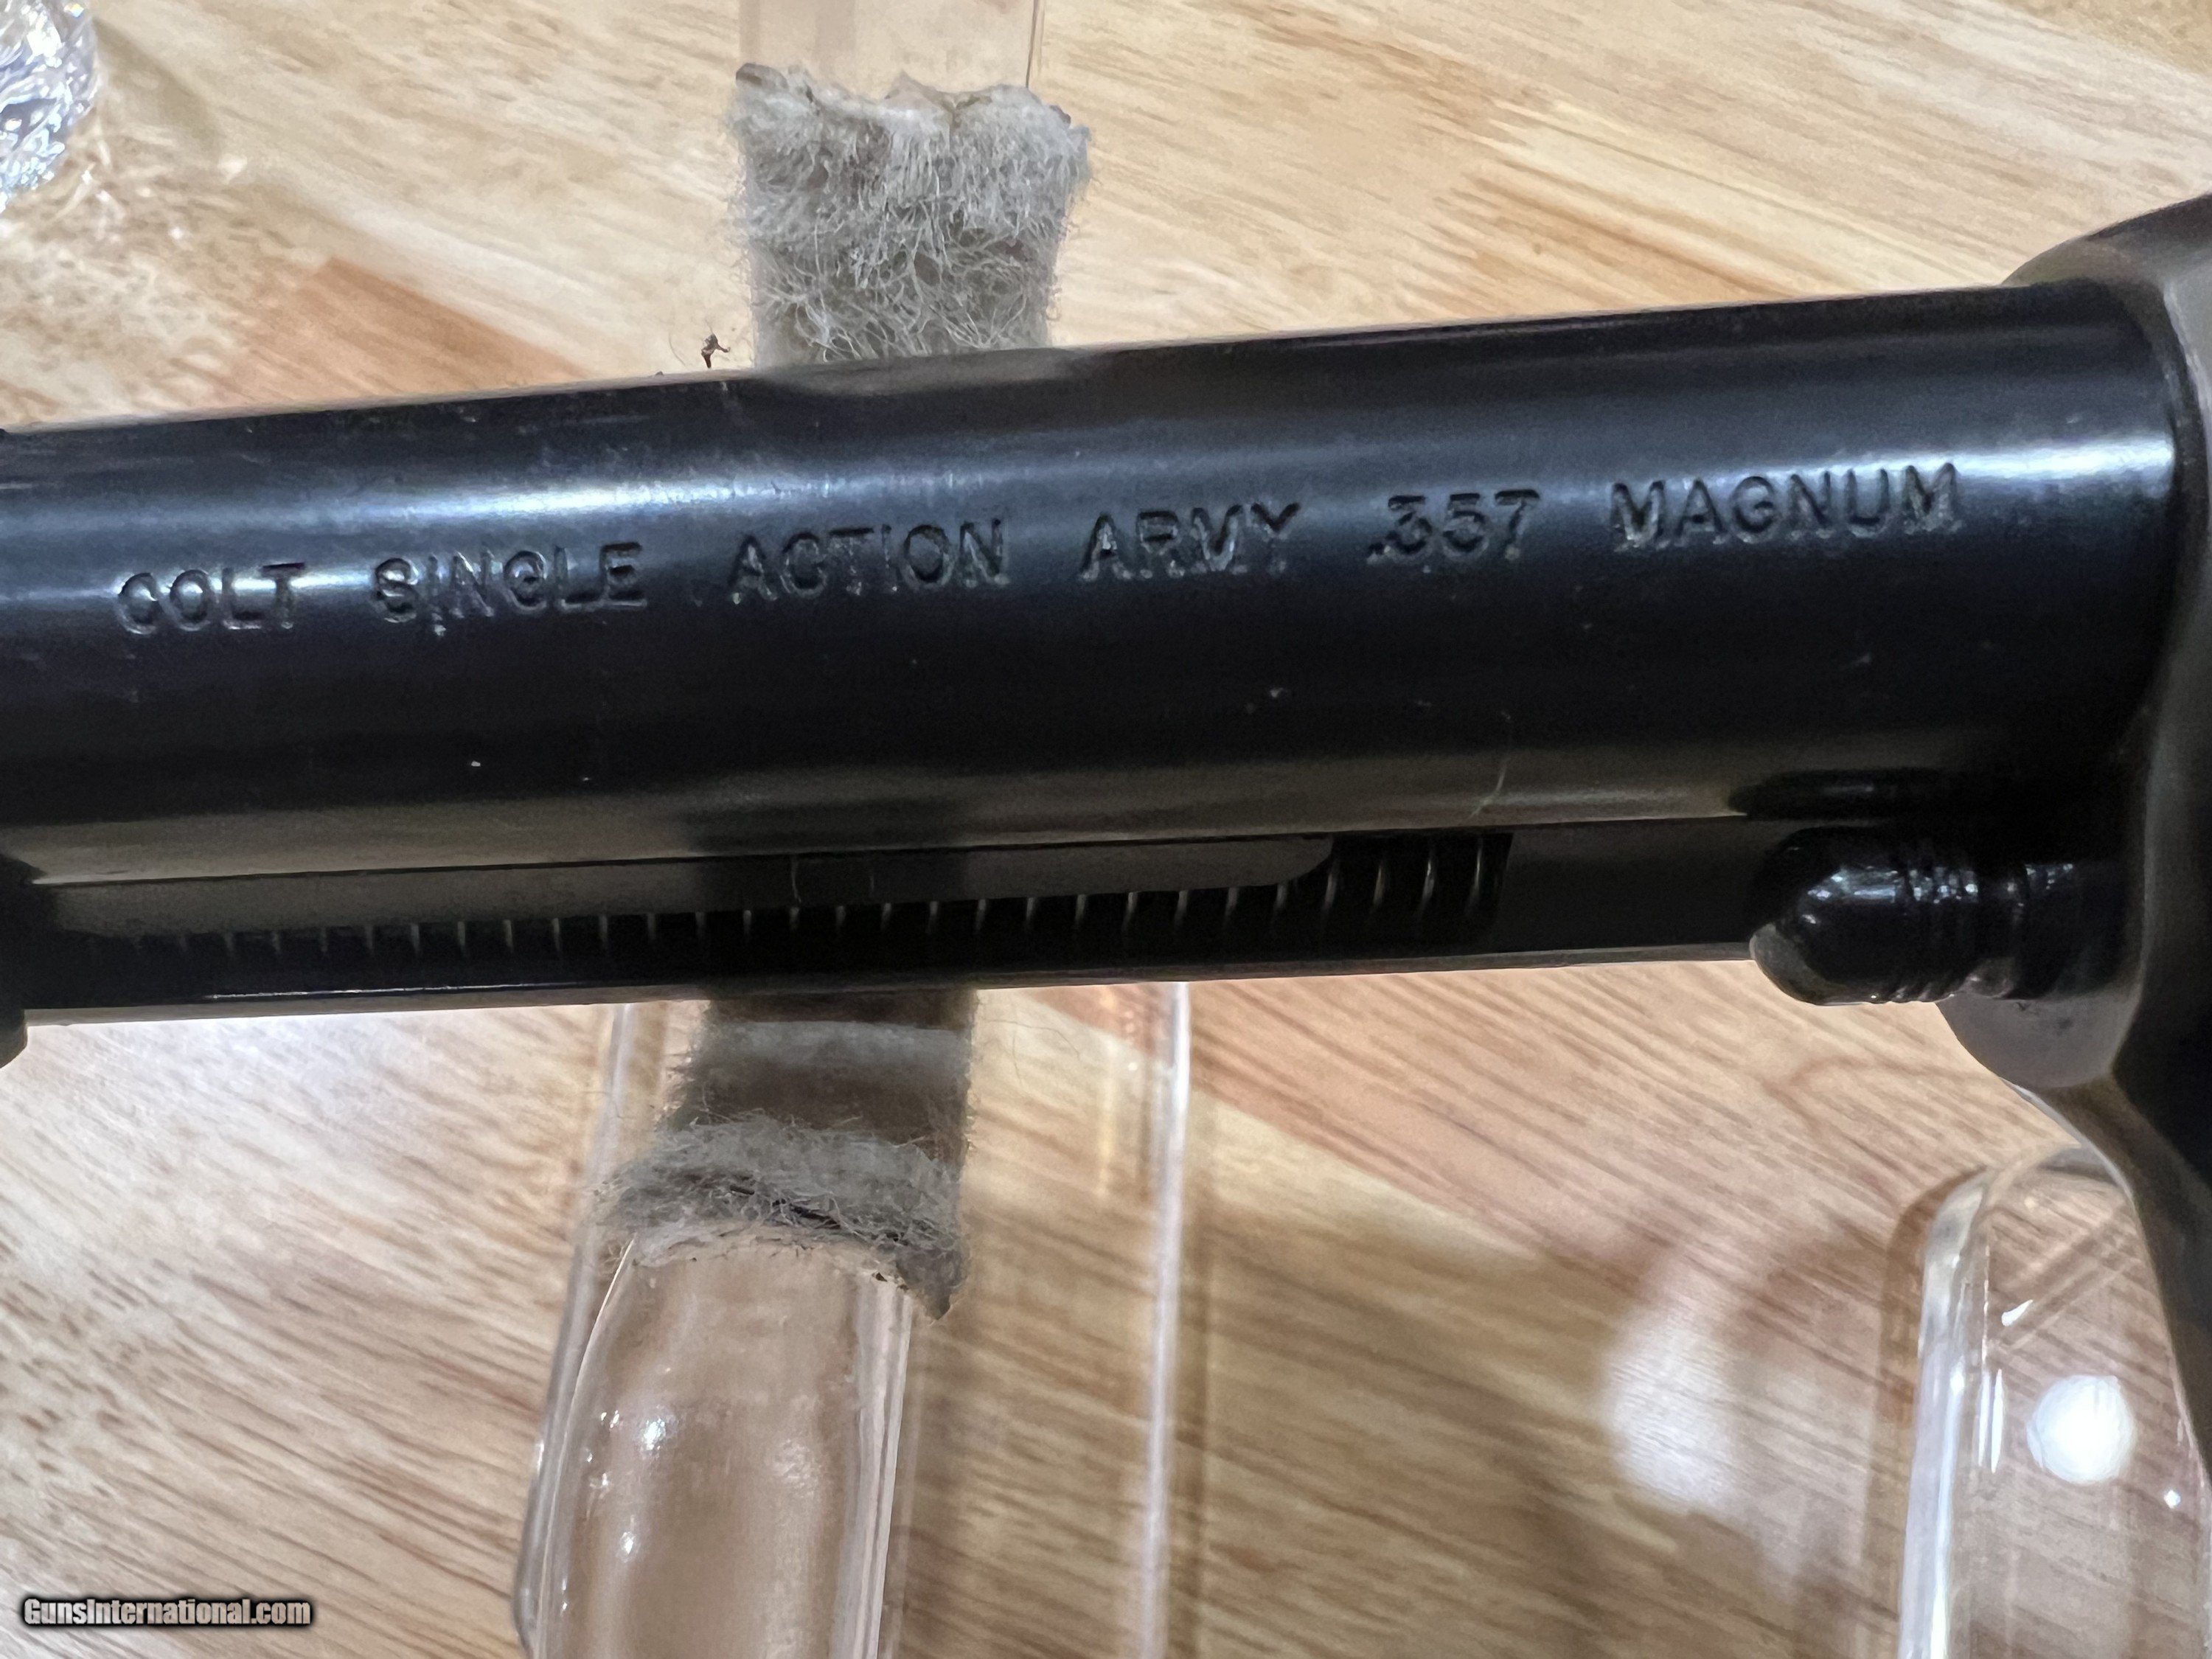 COLT SINGLE ACTION ARMY .357 MAGNUM
GunsInternational.com